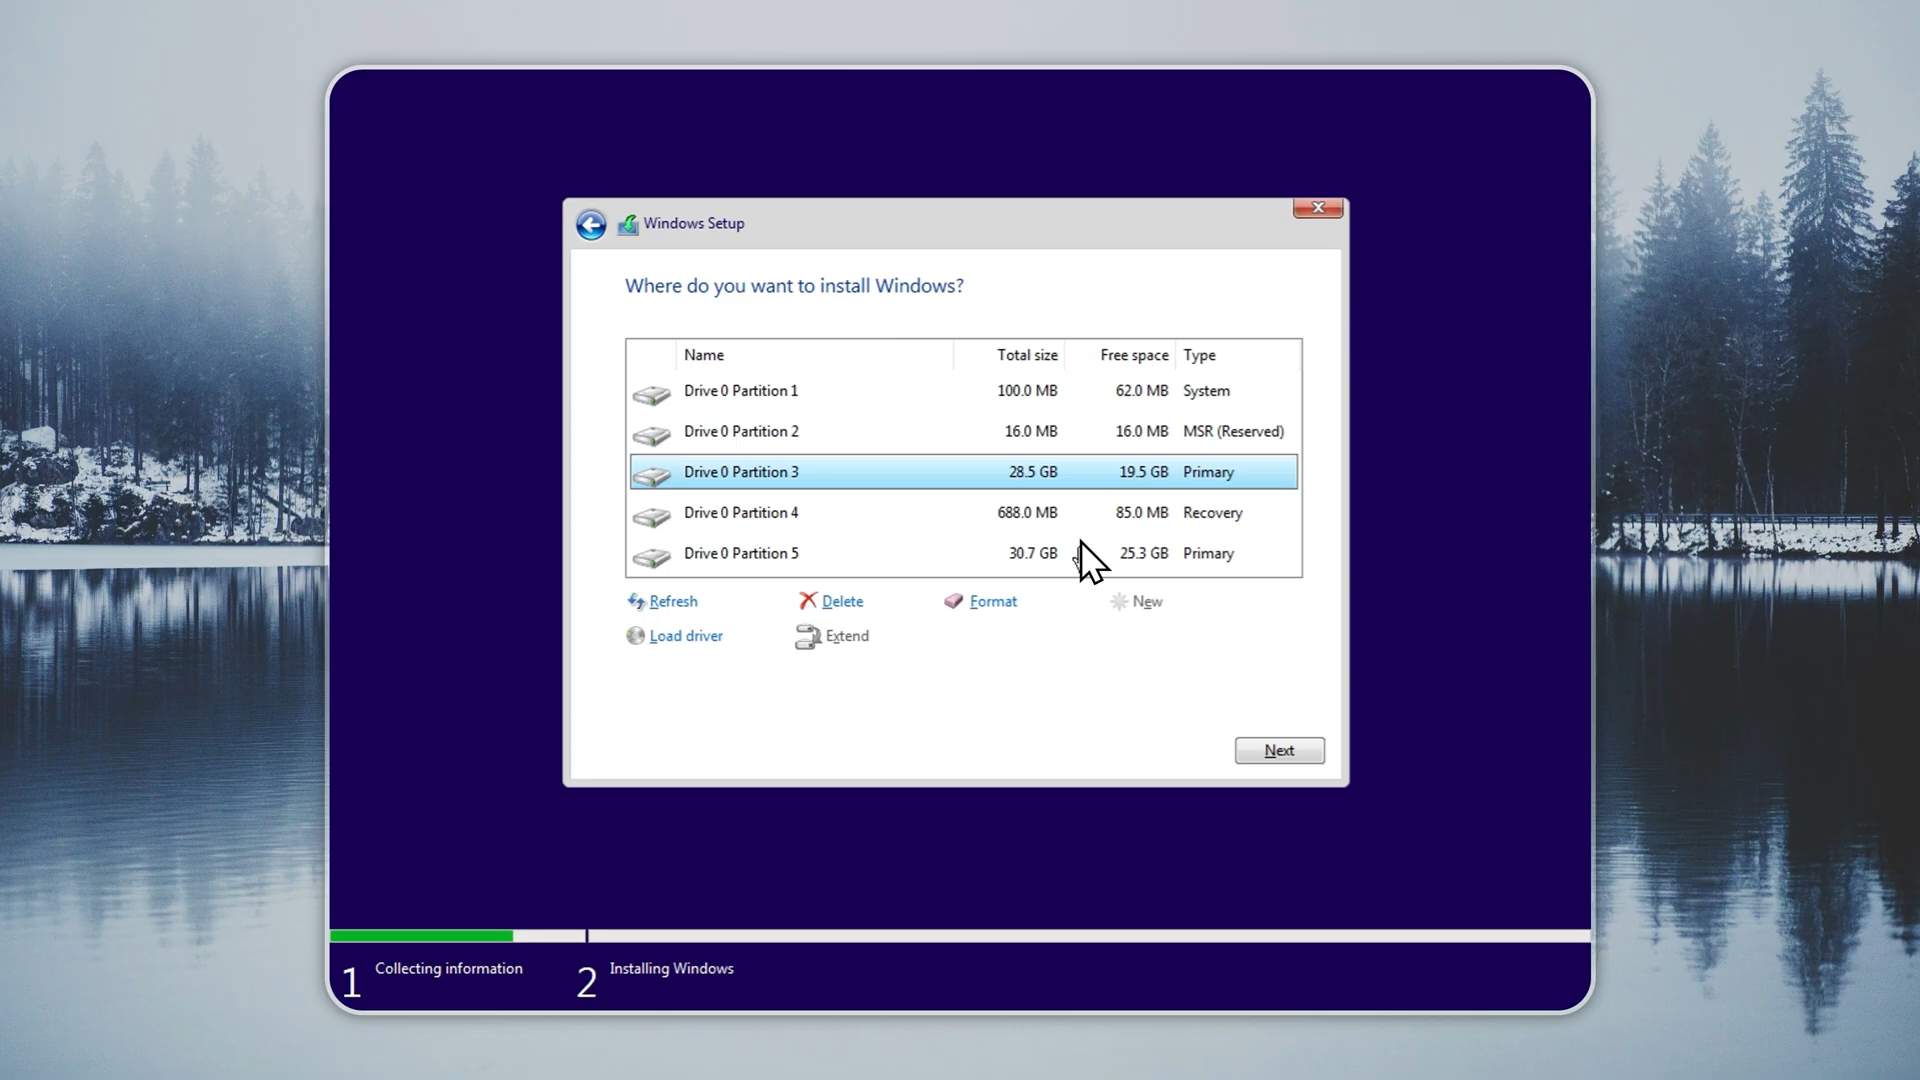 Windows Setup
Where do you want to install Windows?
Name Total size Free space Type
Drive 0 Partition 1 100.0 MB 62.0 MB System
Drive 0 Partition 2 16.0 MB 16.0 MB MSR (Reserved)
Drive 0 Partition 3 28.5 GB 19.5 GB Primary
Drive 0 Partition 4 688.0 MB 85.0 MB Recovery
Drive 0 Partition 5 30.7 GB 25.3 GB Primary
Refresh Delete Format New
Load driver Extend
Next
1 Collecting information 2 Installing Windows